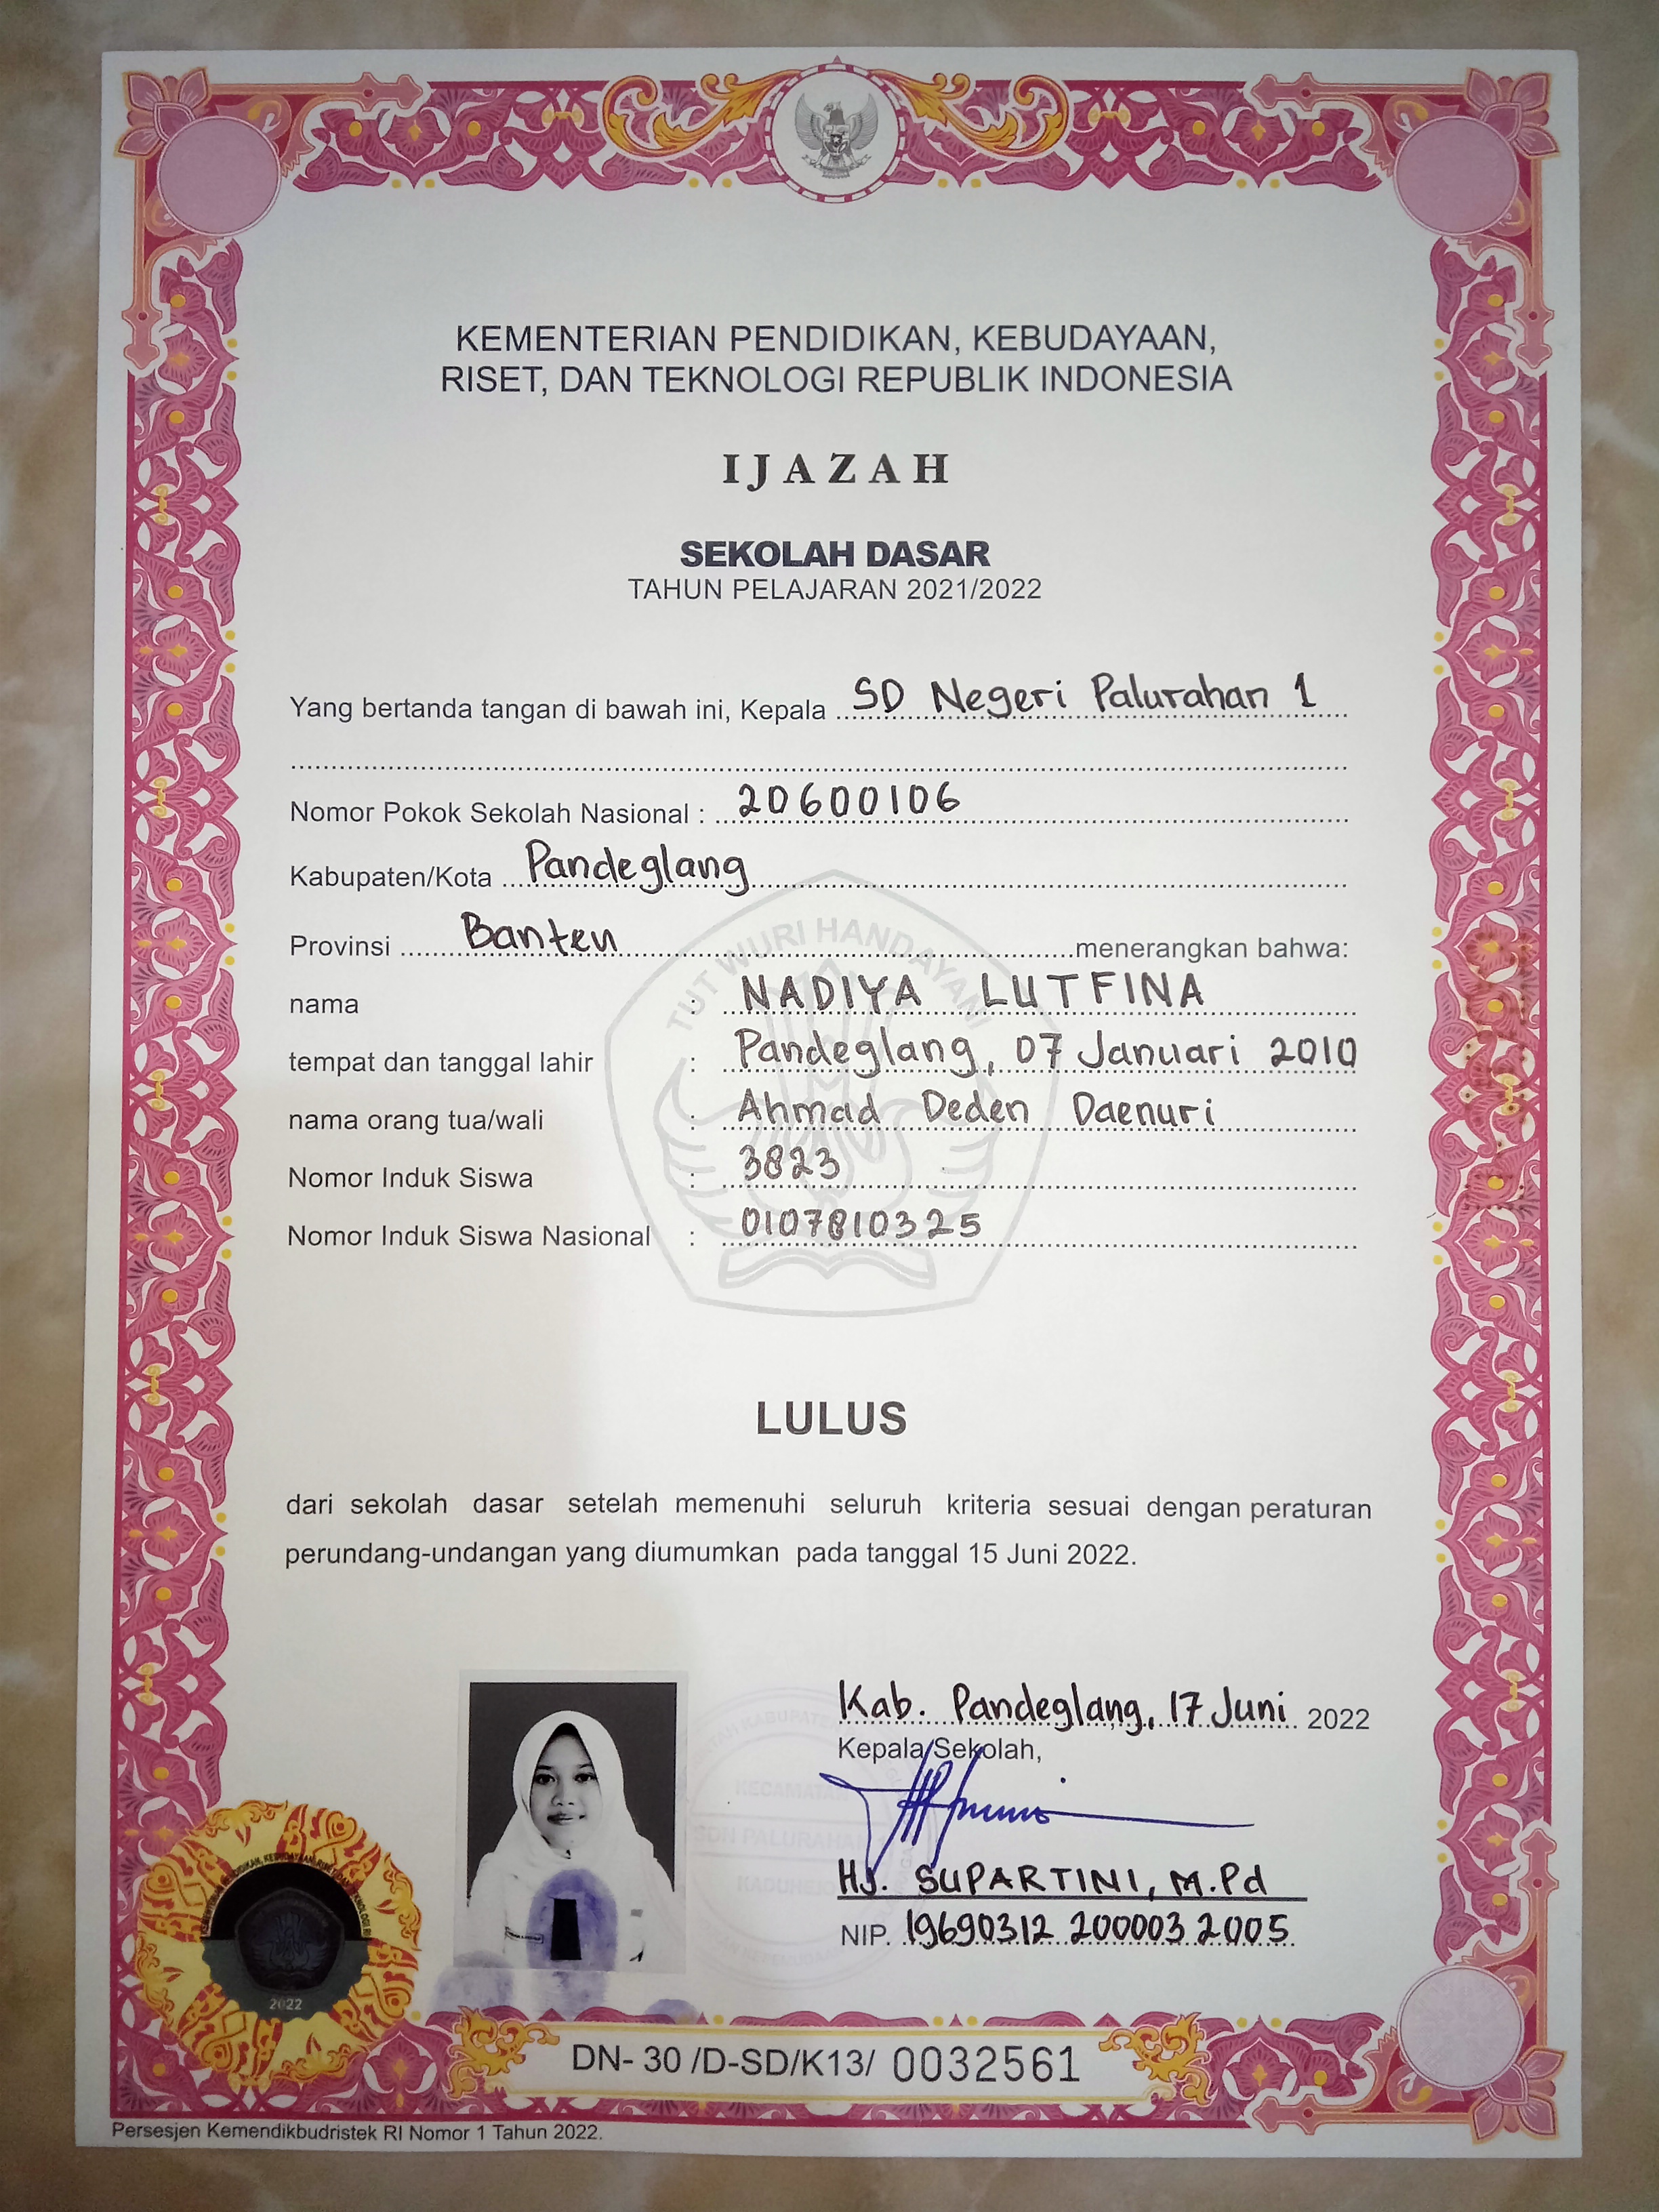 KEMENTERIAN PENDIDIKAN, KEBUDAYAAN,
RISET, DAN TEKNOLOGI REPUBLIK INDONESIA
IJAZAH
SEKOLAH DASAR
TAHUN PELAJARAN 2021/2022
Yang bertanda tangan di bawah ini, Kepala SD Negeri Palurahan 1
Nomor Pokok Sekolah Nasional : 20600106
Kabupaten/Kota Pandeglang
Provinsi Banten menerangkan bahwa:
nama : NADIYA LUTFINA
tempat dan tanggal lahir : Pandeglang, 07 Januari 2010
nama orang tua/wali : Ahmad Deden Daenuri
Nomor Induk Siswa : 3823
Nomor Induk Siswa Nasional : 0107810325
TUT WURI HANDAYANI
LULUS
dari sekolah dasar setelah memenuhi seluruh kriteria sesuai dengan peraturan
perundang-undangan yang diumumkan pada tanggal 15 Juni 2022.
Kab. Pandeglang, 17 Juni 2022
Kepala Sekolah,
KECAMATAN
SDN PALURAHAN
HJ. SUPARTINI, M.Pd
NIP. 19690312 200003 2005
2022
DN- 30 /D-SD/K13/ 0032561
Persesjen Kemendikbudristek RI Nomor 1 Tahun 2022.